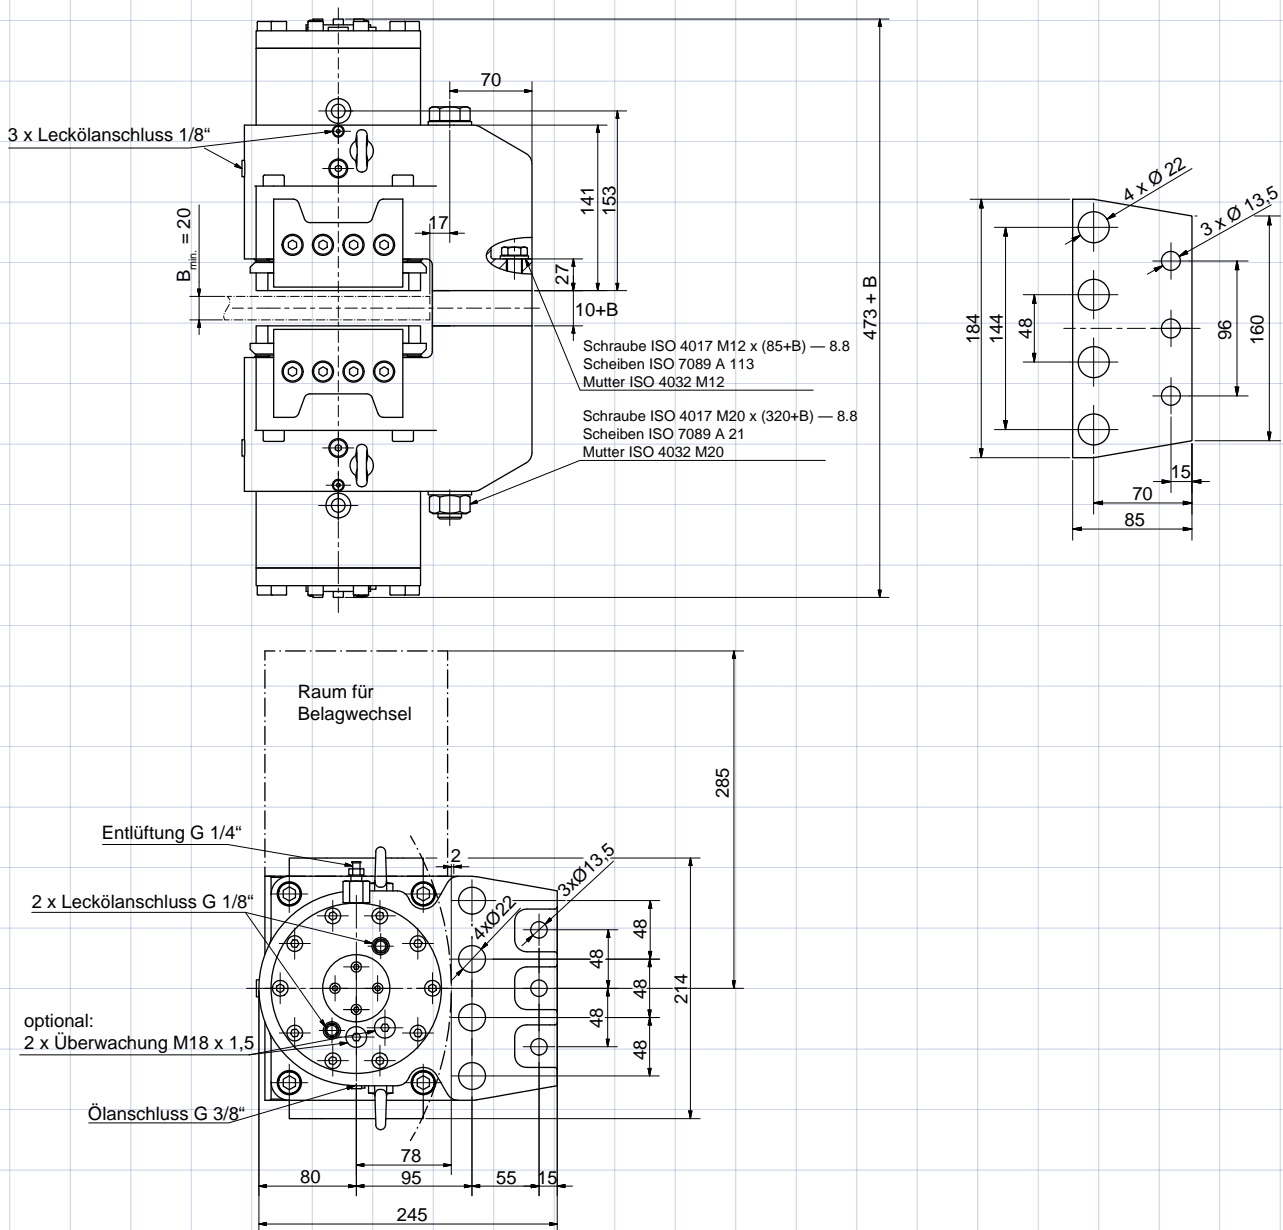 70
3 x Leckölanschluss 1/8“
141
153
17
B min. = 20
27
10+B
473 + B
Schraube ISO 4017 M12 x (85+B) — 8.8
Scheiben ISO 7089 A 113
Mutter ISO 4032 M12
Schraube ISO 4017 M20 x (320+B) — 8.8
Scheiben ISO 7089 A 21
Mutter ISO 4032 M20
4 x Ø 22
3 x Ø 13,5
184
144
48
96
160
15
70
85
Raum für
Belagwechsel
285
Entlüftung G 1/4“
2
3xØ13,5
2 x Leckölanschluss G 1/8“
4xØ22
48
48
48
214
48
48
optional:
2 x Überwachung M18 x 1,5
Ölanschluss G 3/8“
78
80
95
55
15
245